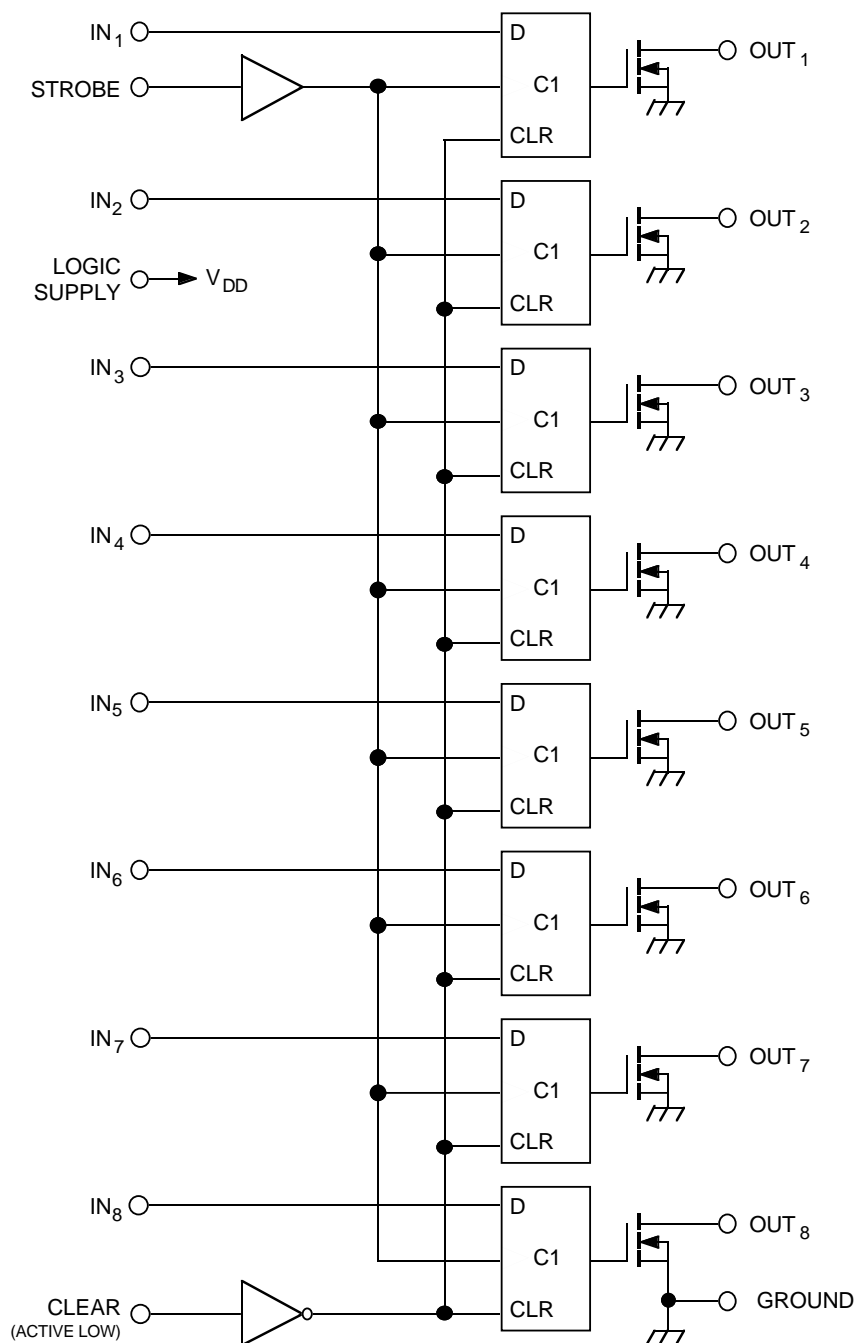 IN1
D
OUT1
STROBE
C1
CLR
IN2
D
OUT2
LOGIC
SUPPLY
VDD
C1
CLR
IN3
D
OUT3
C1
CLR
IN4
D
OUT4
C1
CLR
IN5
D
OUT5
C1
CLR
IN6
D
OUT6
C1
CLR
IN7
D
OUT7
C1
CLR
IN8
D
OUT8
C1
CLEAR
(ACTIVE LOW)
CLR
GROUND